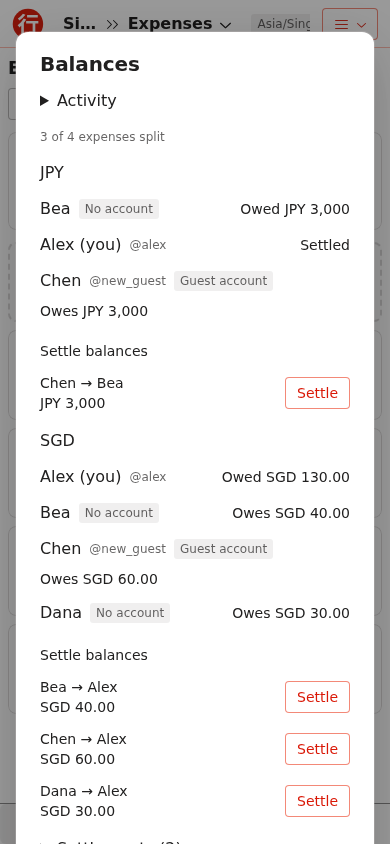 行 Si... Expenses Asia/Sing
Balances
Activity
3 of 4 expenses split
JPY
Bea No account Owed JPY 3,000
Alex (you) @alex Settled
Chen @new_guest Guest account
Owes JPY 3,000
Settle balances
Chen → Bea
JPY 3,000
Settle
SGD
Alex (you) @alex Owed SGD 130.00
Bea No account Owes SGD 40.00
Chen @new_guest Guest account
Owes SGD 60.00
Dana No account Owes SGD 30.00
Settle balances
Bea → Alex
SGD 40.00
Settle
Chen → Alex
SGD 60.00
Settle
Dana → Alex
SGD 30.00
Settle